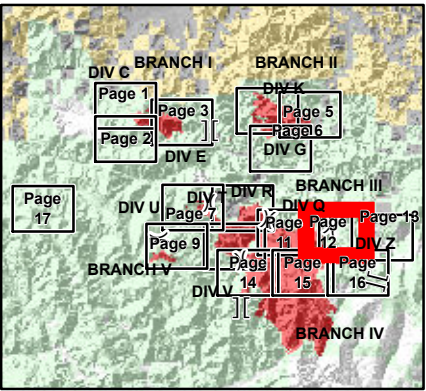 BRANCH I
BRANCH II
DIV C
DIV K
Page 1
Page 3
Page 5
Page 2
Page 6
DIV E
DIV G
BRANCH III
Page
17
DIV U
DIV R
DIV Q
Page 7
Page
11
Page
12
Page 13
Page 9
DIV Z
BRANCH V
Page
14
Page
15
Page
16
DIV V
BRANCH IV